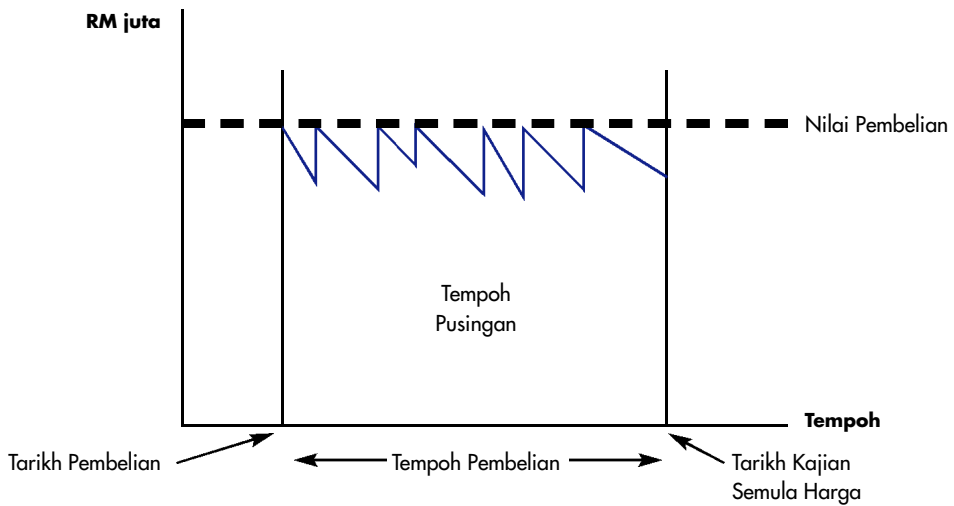 RM juta
Nilai Pembelian
Tempoh
Pusingan
Tempoh
Tarikh Pembelian
Tempoh Pembelian
Tarikh Kajian
Semula Harga